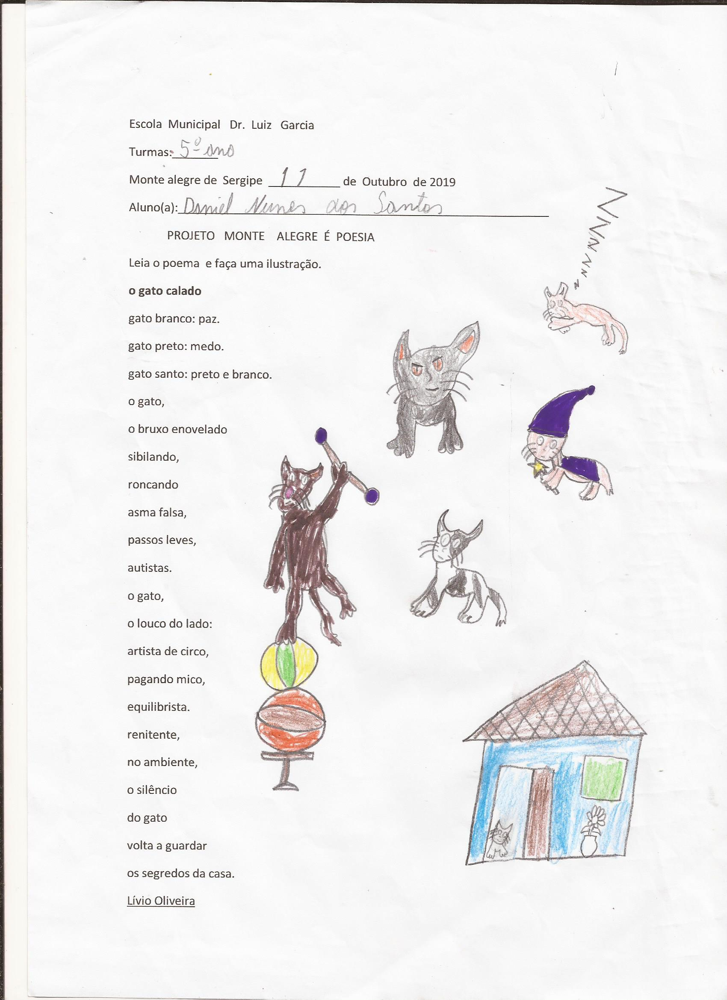 Escola Municipal Dr. Luiz Garcia
Turmas: 5º ano
Monte alegre de Sergipe 11 de Outubro de 2019
Aluno(a): Daniel Nunes dos Santos
PROJETO MONTE ALEGRE É POESIA
Leia o poema e faça uma ilustração.
o gato calado
gato branco: paz.
gato preto: medo.
gato santo: preto e branco.
o gato,
o bruxo enovelado
sibilando,
roncando
asma falsa,
passos leves,
autistas.
o gato,
o louco do lado:
artista de circo,
pagando mico,
equilibrista.
renitente,
no ambiente,
o silêncio
do gato
volta a guardar
os segredos da casa.
Lívio Oliveira